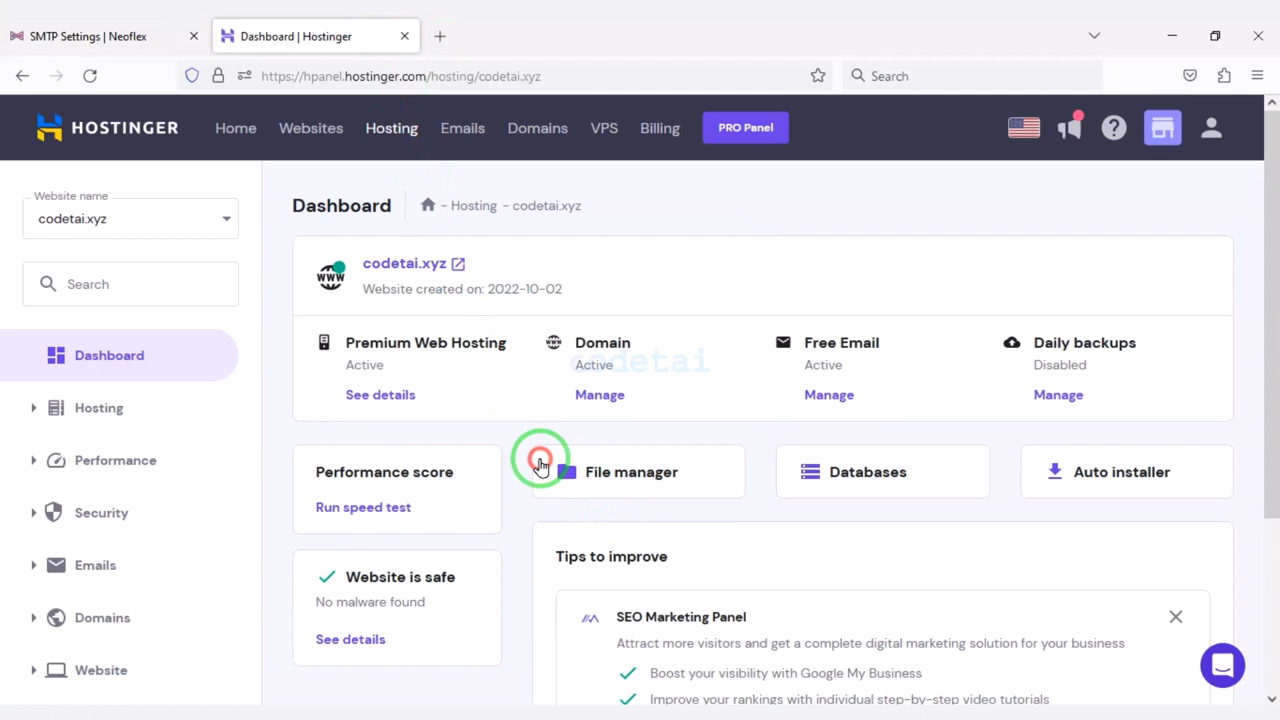 SMTP Settings | Neoflex
Dashboard | Hostinger
https://hpanel.hostinger.com/hosting/codetai.xyz
Search
HOSTINGER
Home
Websites
Hosting
Emails
Domains
VPS
Billing
PRO Panel
Website name
codetai.xyz
Search
Dashboard
Hosting
Performance
Security
Emails
Domains
Website
Dashboard
- Hosting - codetai.xyz
WWW
codetai.xyz
Website created on: 2022-10-02
Premium Web Hosting
Active
See details
WWW
Domain
Active
Manage
Free Email
Active
Manage
Daily backups
Disabled
Manage
codetai
Performance score
Run speed test
File manager
Databases
Auto installer
Website is safe
No malware found
See details
Tips to improve
SEO Marketing Panel
Attract more visitors and get a complete digital marketing solution for your business
Boost your visibility with Google My Business
Improve your rankings with individual step-by-step video tutorials